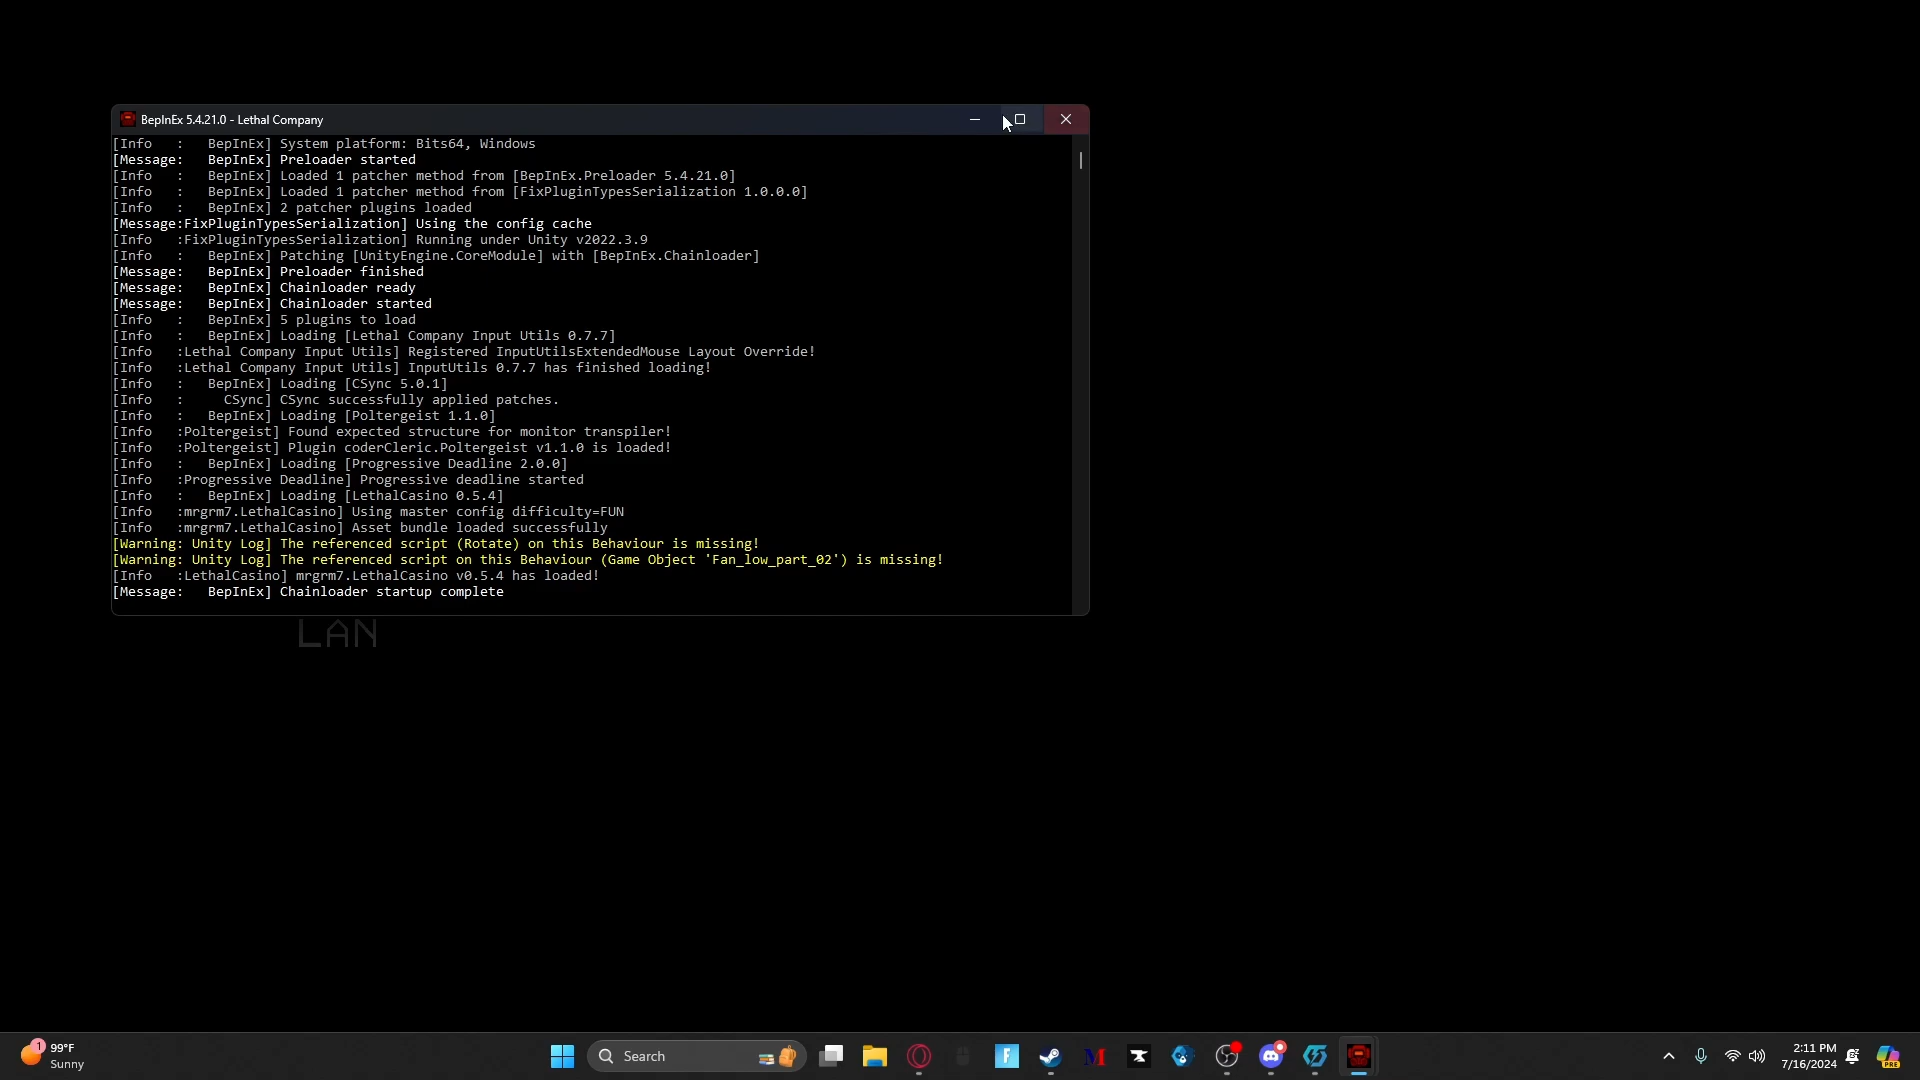 BepInEx 5.4.21.0 - Lethal Company
[Info   :   BepInEx] System platform: Bits64, Windows
[Message:   BepInEx] Preloader started
[Info   :   BepInEx] Loaded 1 patcher method from [BepInEx.Preloader 5.4.21.0]
[Info   :   BepInEx] Loaded 1 patcher method from [FixPluginTypesSerialization 1.0.0.0]
[Info   :   BepInEx] 2 patcher plugins loaded
[Message:FixPluginTypesSerialization] Using the config cache
[Info   :FixPluginTypesSerialization] Running under Unity v2022.3.9
[Info   :   BepInEx] Patching [UnityEngine.CoreModule] with [BepInEx.Chainloader]
[Message:   BepInEx] Preloader finished
[Message:   BepInEx] Chainloader ready
[Message:   BepInEx] Chainloader started
[Info   :   BepInEx] 5 plugins to load
[Info   :   BepInEx] Loading [Lethal Company Input Utils 0.7.7]
[Info   :Lethal Company Input Utils] Registered InputUtilsExtendedMouse Layout Override!
[Info   :Lethal Company Input Utils] InputUtils 0.7.7 has finished loading!
[Info   :   BepInEx] Loading [CSync 5.0.1]
[Info   :     CSync] CSync successfully applied patches.
[Info   :   BepInEx] Loading [Poltergeist 1.1.0]
[Info   :Poltergeist] Found expected structure for monitor transpiler!
[Info   :Poltergeist] Plugin coderCleric.Poltergeist v1.1.0 is loaded!
[Info   :   BepInEx] Loading [Progressive Deadline 2.0.0]
[Info   :Progressive Deadline] Progressive deadline started
[Info   :   BepInEx] Loading [LethalCasino 0.5.4]
[Info   :mrgrm7.LethalCasino] Using master config difficulty=FUN
[Info   :mrgrm7.LethalCasino] Asset bundle loaded successfully
[Warning: Unity Log] The referenced script (Rotate) on this Behaviour is missing!
[Warning: Unity Log] The referenced script on this Behaviour (Game Object 'Fan_low_part_02') is missing!
[Info   :LethalCasino] mrgrm7.LethalCasino v0.5.4 has loaded!
[Message:   BepInEx] Chainloader startup complete
LAN
1
99°F
Sunny
Search
F
M
2:11 PM
7/16/2024
PRE